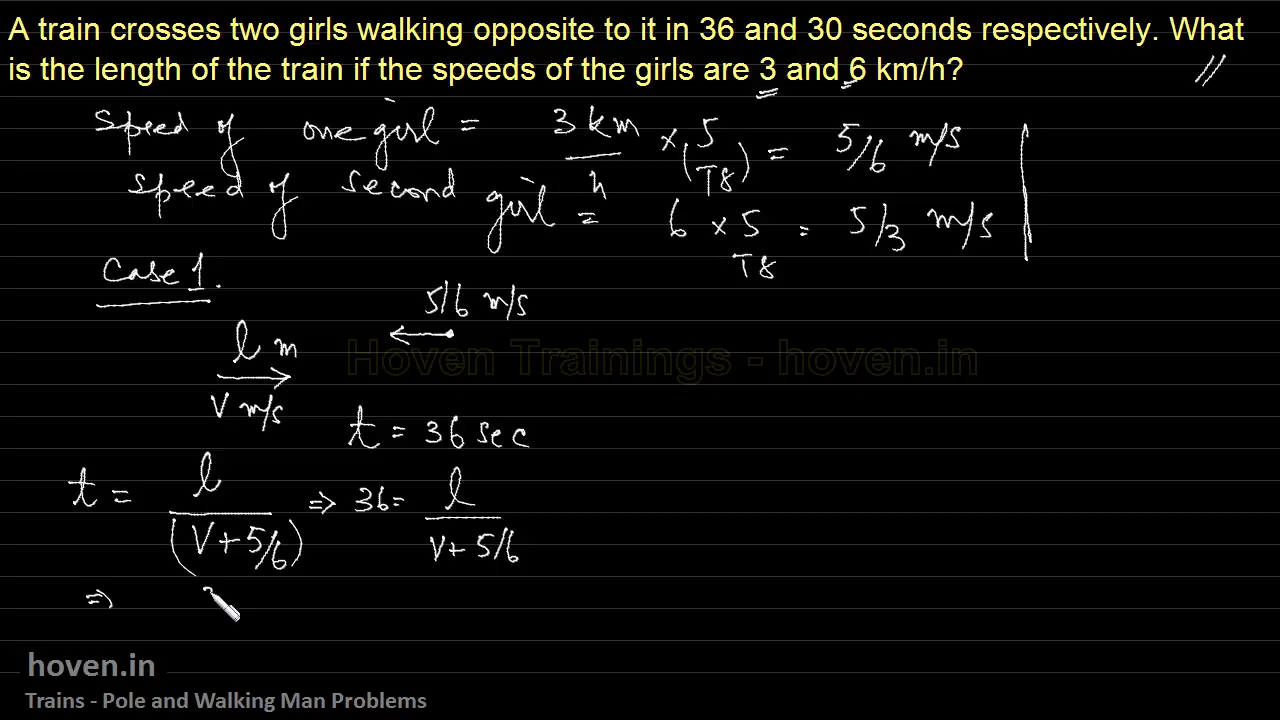 A train crosses two girls walking opposite to it in 36 and 30 seconds respectively. What
is the length of the train if the speeds of the girls are 3 and 6 km/h?
speed of one girl = 3 km/h × (5/18) = 5/6 m/s
speed of second girl = 6 × 5/18 = 5/3 m/s
Case 1.
5/6 m/s
l m
Hoven Trainings - hoven.in
V m/s
t = 36 sec
t = l/(V+5/6) => 36 = l/(V+5/6)
=>
hoven.in
Trains - Pole and Walking Man Problems